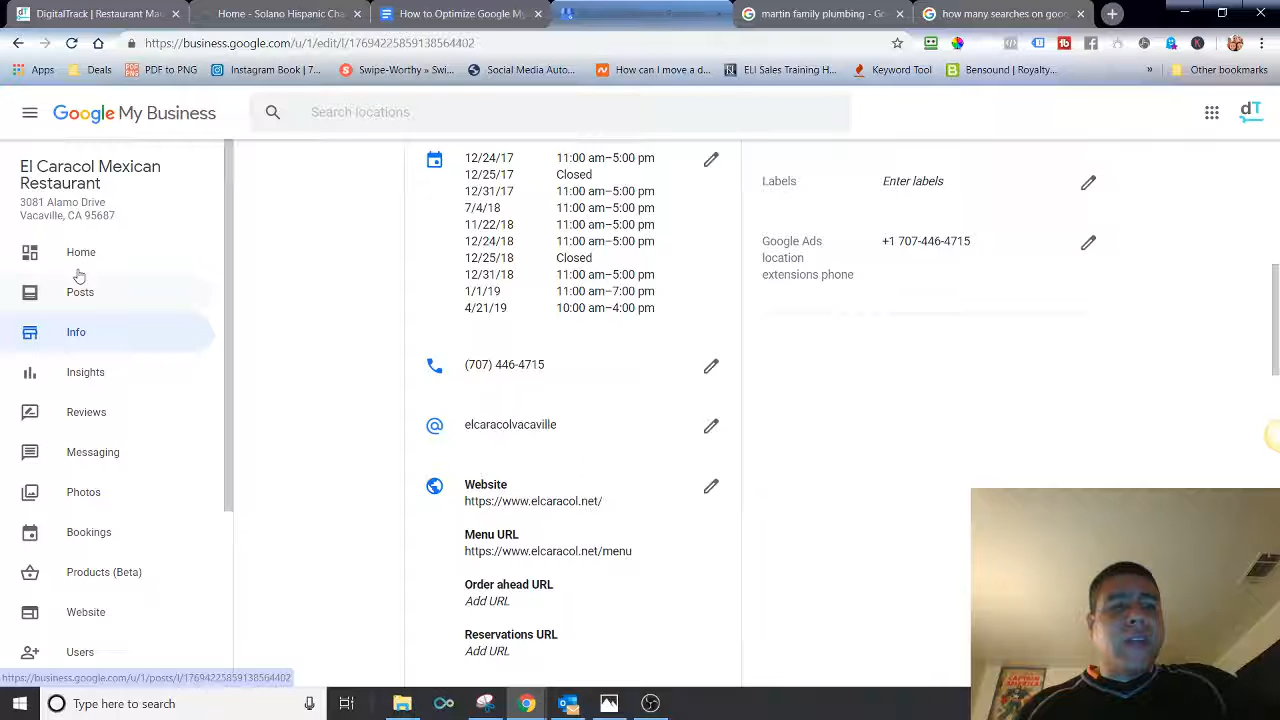 DigitalTrack | Restaurant Ma
Home - Solano Hispanic Cha
How to Optimize Google My
martin family plumbing - Go
how many searches on goog
https://business.google.com/u/1/edit/l/17694225859138564402
Apps
Deals
PDF to PNG
Instagram Book | 7...
Swipe-Worthy » Swi...
Social Media Auto...
How can I move a d...
ELI Sales Training H...
Keyword Tool
Bensound | Royalty...
»
Other bookmarks
Google My Business
Search locations
dT
El Caracol Mexican
Restaurant
3081 Alamo Drive
Vacaville, CA 95687
Home
Posts
Info
Insights
Reviews
Messaging
Photos
Bookings
Products (Beta)
Website
Users
12/24/17 11:00 am–5:00 pm
12/25/17 Closed
12/31/17 11:00 am–5:00 pm
7/4/18 11:00 am–5:00 pm
11/22/18 11:00 am–5:00 pm
12/24/18 11:00 am–5:00 pm
12/25/18 Closed
12/31/18 11:00 am–5:00 pm
1/1/19 11:00 am–7:00 pm
4/21/19 10:00 am–4:00 pm
(707) 446-4715
elcaracolvacaville
Website
https://www.elcaracol.net/
Menu URL
https://www.elcaracol.net/menu
Order ahead URL
Add URL
Reservations URL
Add URL
Labels Enter labels
Google Ads +1 707-446-4715
location
extensions phone
https://business.google.com/u/1/posts/l/17694225859138564402
Type here to search